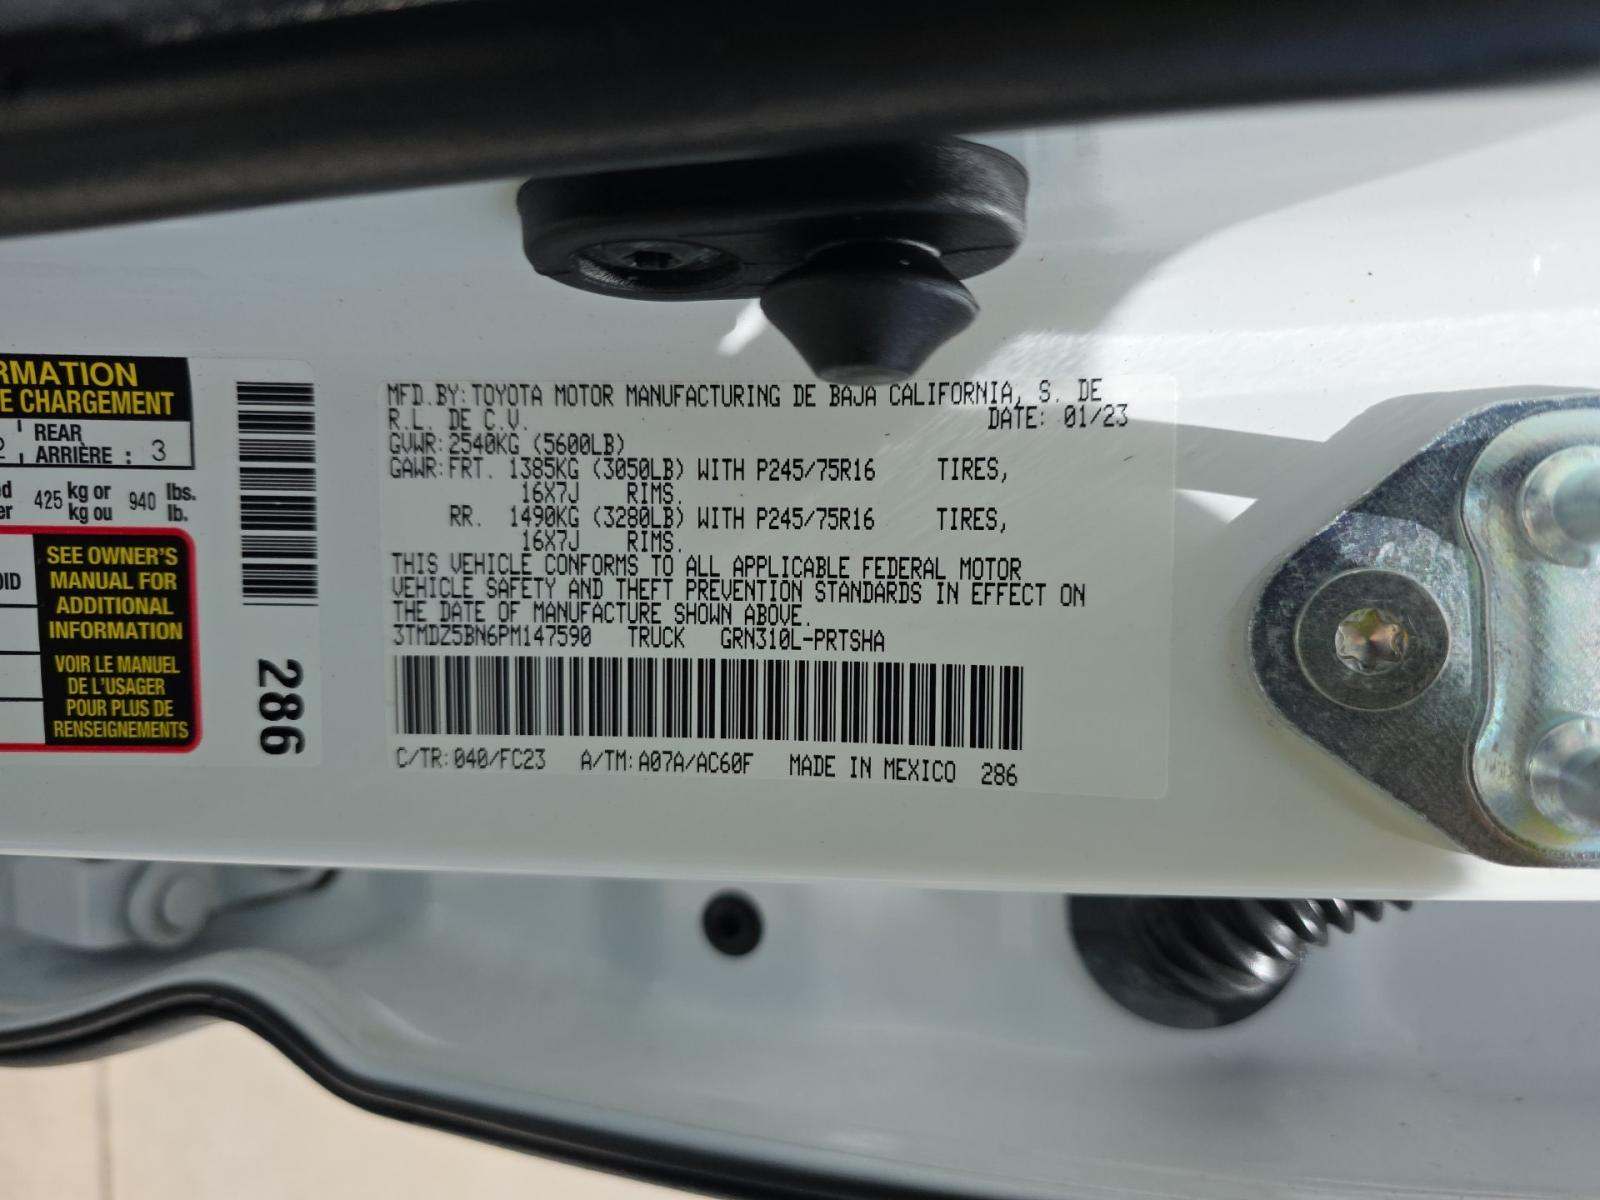 RMATION
E CHARGEMENT
2 REAR
ARRIÈRE : 3
425 kg or 940 lbs.
kg ou lb.
SEE OWNER'S
MANUAL FOR
ADDITIONAL
INFORMATION
VOIR LE MANUEL
DE L'USAGER
POUR PLUS DE
RENSEIGNEMENTS
286
MFD.BY:TOYOTA MOTOR MANUFACTURING DE BAJA CALIFORNIA, S. DE
R.L. DE C.V. DATE: 01/23
GVWR:2540KG (5600LB)
GAWR:FRT. 1385KG (3050LB) WITH P245/75R16 TIRES,
16X7J RIMS.
RR. 1490KG (3280LB) WITH P245/75R16 TIRES,
16X7J RIMS.
THIS VEHICLE CONFORMS TO ALL APPLICABLE FEDERAL MOTOR
VEHICLE SAFETY AND THEFT PREVENTION STANDARDS IN EFFECT ON
THE DATE OF MANUFACTURE SHOWN ABOVE.
3TMDZ5BN6PM147590 TRUCK GRN310L-PRTSHA
C/TR:040/FC23 A/TM:A07A/AC60F MADE IN MEXICO 286